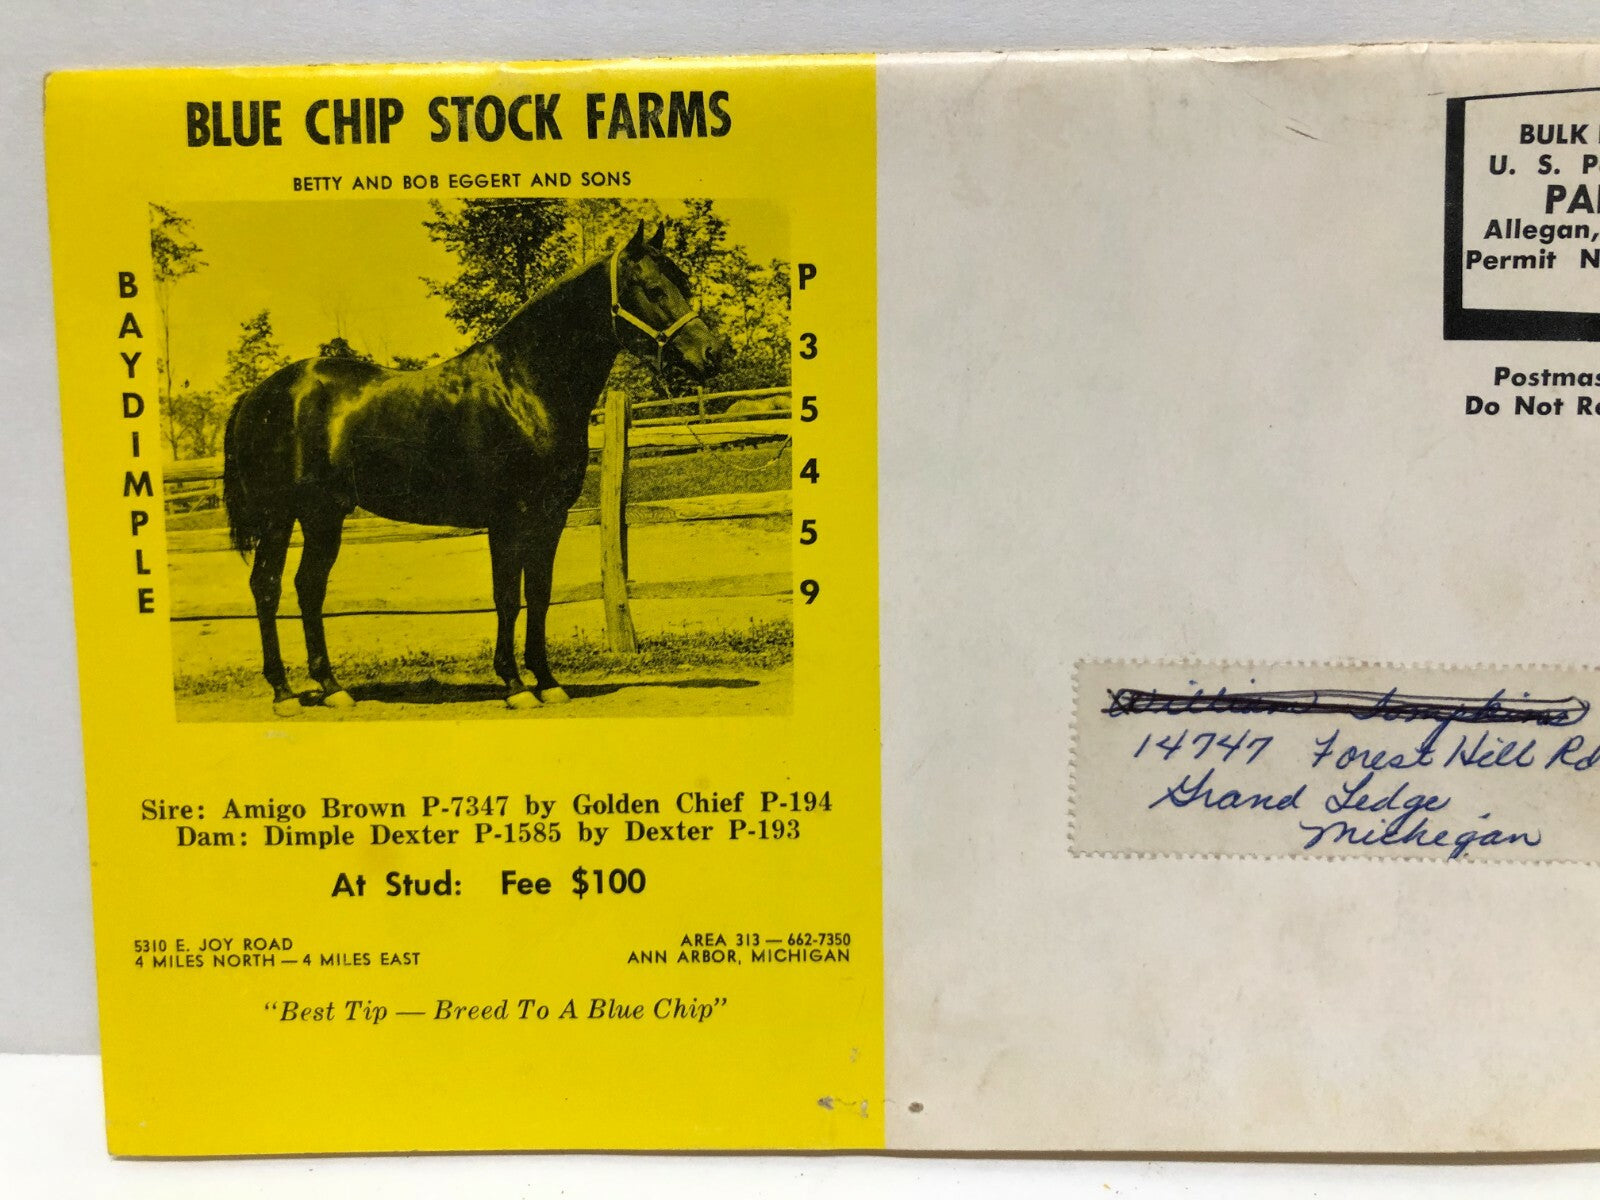 BLUE CHIP STOCK FARMS
BETTY AND BOB EGGERT AND SONS
BAYDIMPLE
P35459
Sire: Amigo Brown P-7347 by Golden Chief P-194
Dam: Dimple Dexter P-1585 by Dexter P-193
At Stud: Fee $100
5310 E. JOY ROAD
4 MILES NORTH — 4 MILES EAST
AREA 313 — 662-7350
ANN ARBOR, MICHIGAN
"Best Tip — Breed To A Blue Chip"
BULK
U. S. P
PA
Allegan,
Permit N
Postmas
Do Not Re
William Tompkins
14747 Forest Hill Rd
Grand Ledge
Michegan